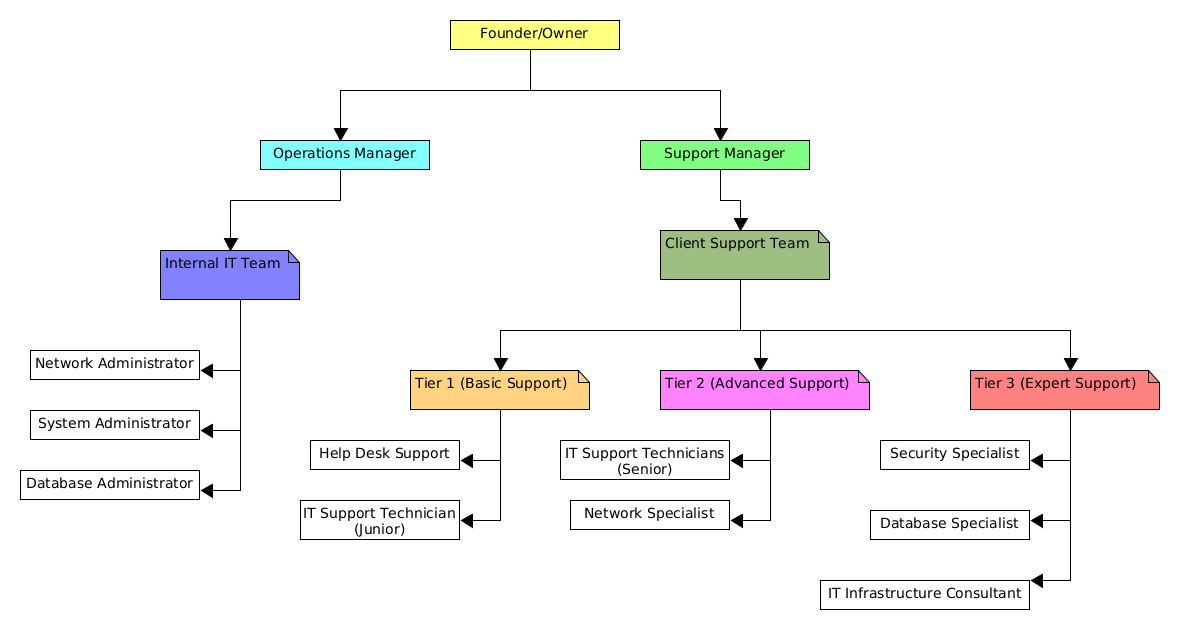 Founder/Owner
Operations Manager
Support Manager
Client Support Team
Internal IT Team
Network Administrator
System Administrator
Database Administrator
Tier 1 (Basic Support)
Tier 2 (Advanced Support)
Tier 3 (Expert Support)
Help Desk Support
IT Support Technician
(Junior)
IT Support Technicians
(Senior)
Network Specialist
Security Specialist
Database Specialist
IT Infrastructure Consultant